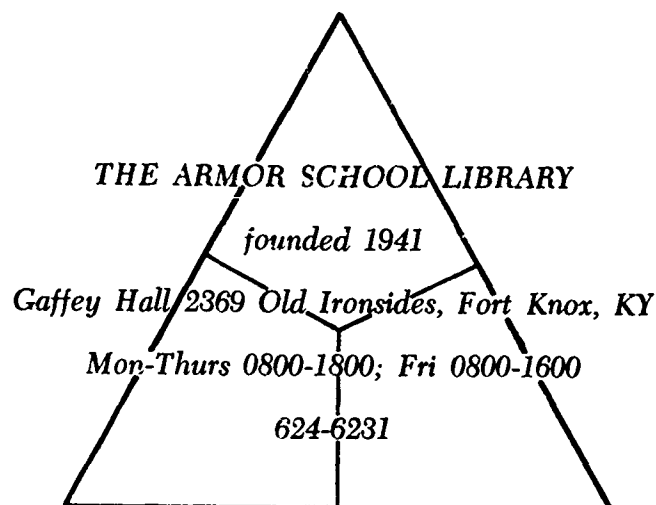 THE ARMOR SCHOOL LIBRARY
founded 1941
Gaffey Hall 2369 Old Ironsides, Fort Knox, KY
Mon-Thurs 0800-1800; Fri 0800-1600
624-6231